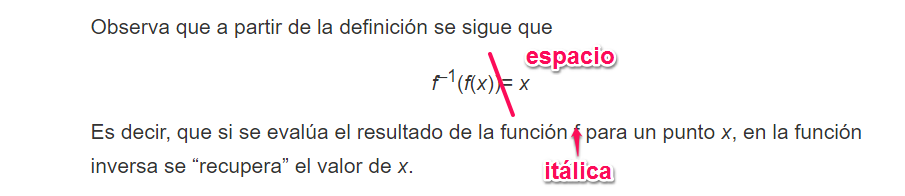 Observa que a partir de la definición se sigue que
espacio
f⁻¹(f(x))= x
Es decir, que si se evalúa el resultado de la función f para un punto x, en la función
inversa se “recupera” el valor de x.
itálica